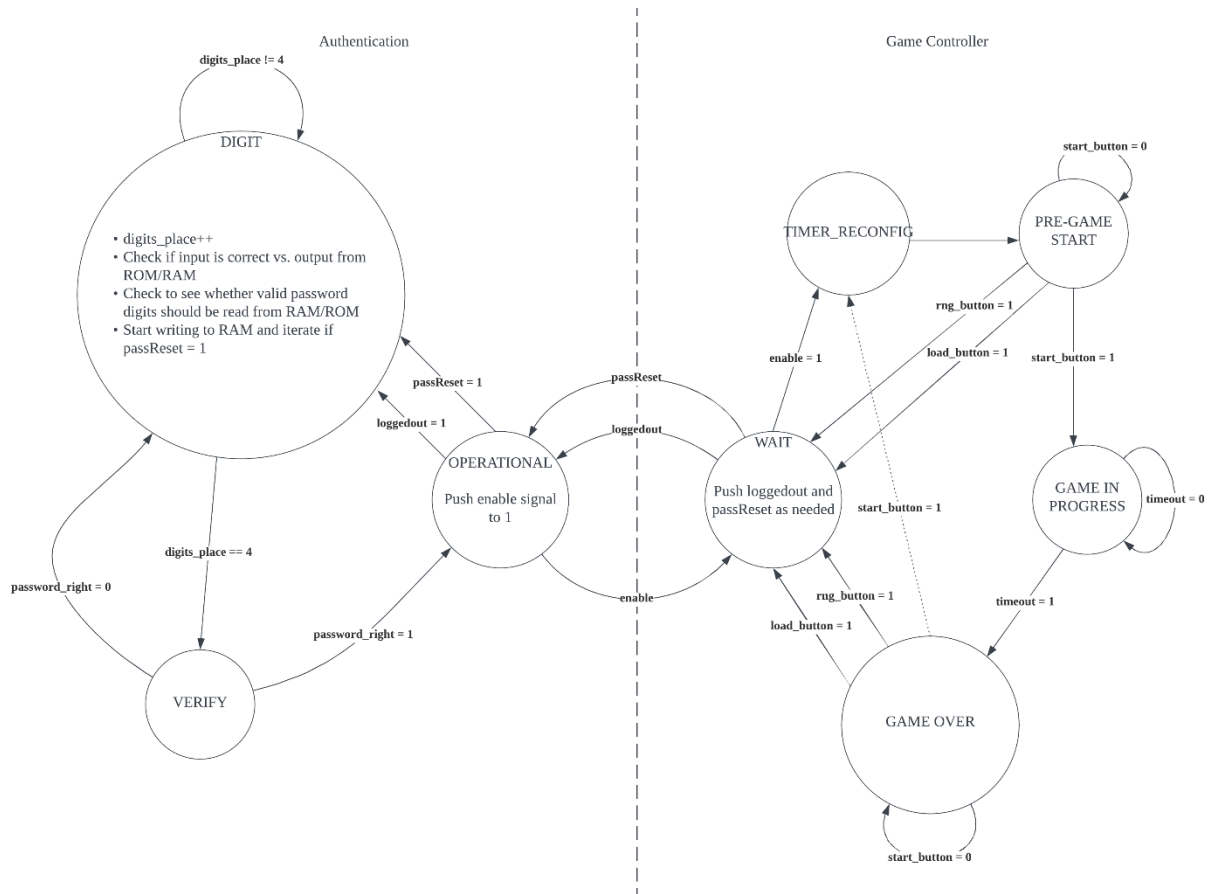 Authentication
digits_place != 4
DIGIT
• digits_place++
• Check if input is correct vs. output from
ROM/RAM
• Check to see whether valid password
digits should be read from RAM/ROM
• Start writing to RAM and iterate if
passReset = 1
passReset = 1
loggedout = 1
OPERATIONAL
Push enable signal
to 1
digits_place == 4
password_right = 0
password_right = 1
VERIFY
passReset
loggedout
enable
Game Controller
start_button = 0
TIMER_RECONFIG
PRE-GAME
START
rng_button = 1
load_button = 1
start_button = 1
enable = 1
WAIT
Push loggedout and
passReset as needed
GAME IN
PROGRESS
timeout = 0
start_button = 1
timeout = 1
rng_button = 1
load_button = 1
GAME OVER
start_button = 0